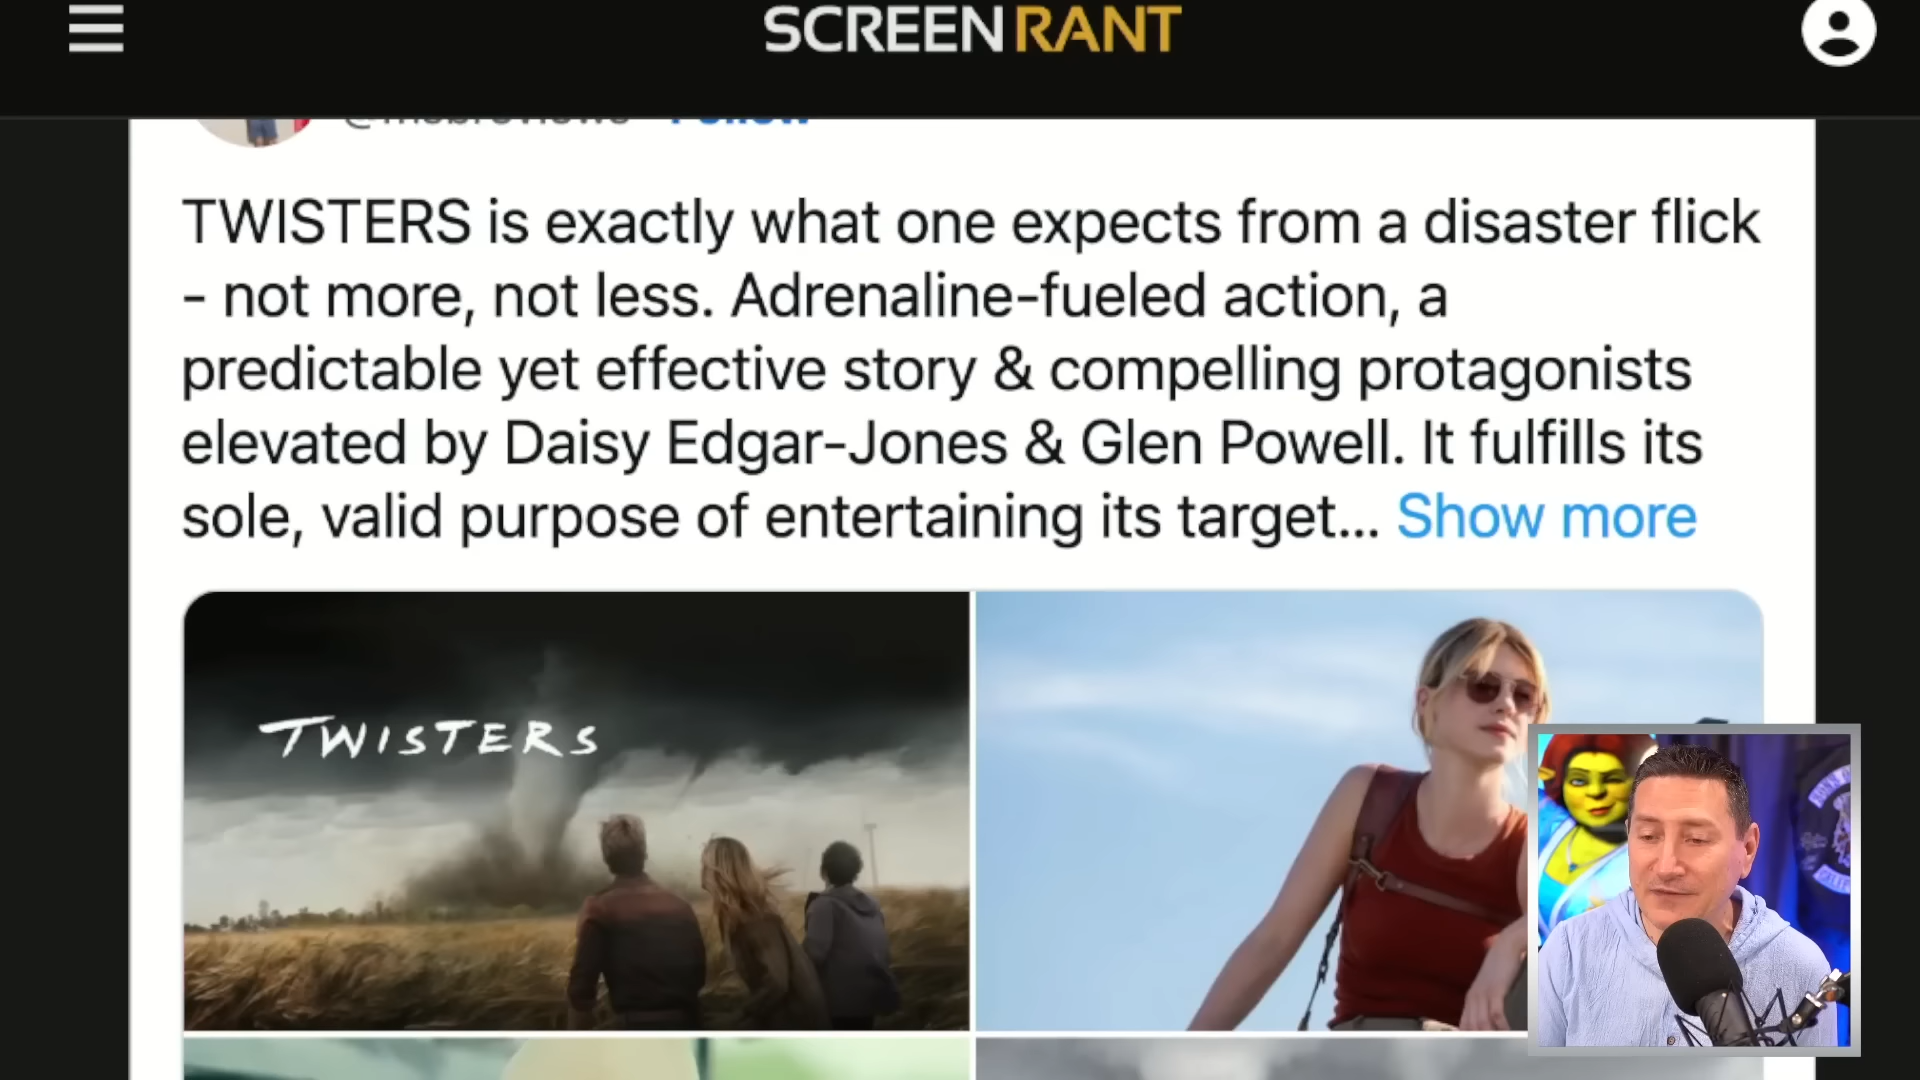 SCREENRANT
TWISTERS is exactly what one expects from a disaster flick
- not more, not less. Adrenaline-fueled action, a
predictable yet effective story & compelling protagonists
elevated by Daisy Edgar-Jones & Glen Powell. It fulfills its
sole, valid purpose of entertaining its target... Show more
TWISTERS